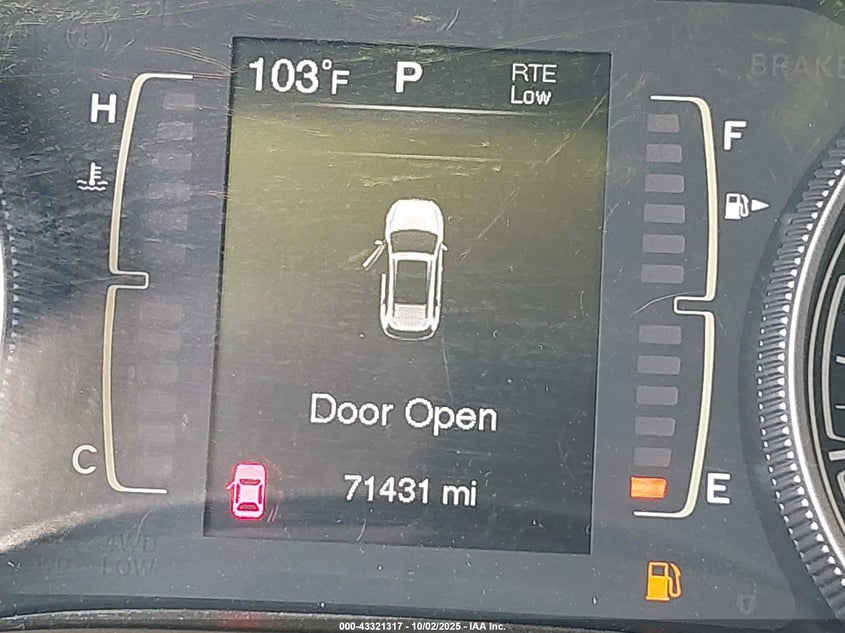 BRAKE
103°F P RTE
Low
H
F
Door Open
C
71431 mi
E
4WD
LOW
000-43321317 - 10/02/2025 - IAA Inc.